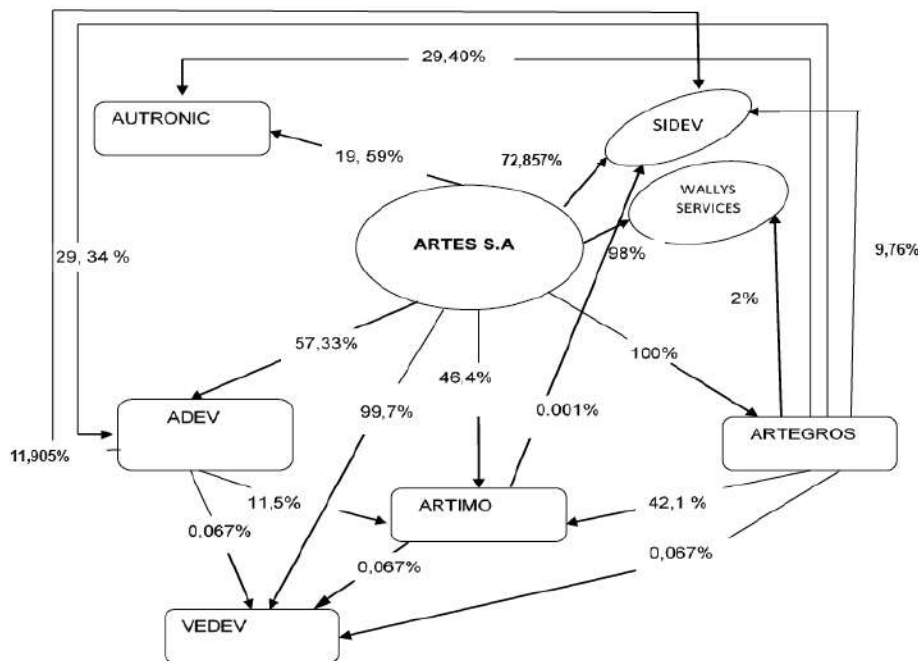 29,40%
AUTRONIC
SIDEV
19, 59%
72,857%
WALLYS
SERVICES
ARTES S.A
29, 34 %
98%
9,76%
2%
57,33%
100%
46,4%
ADEV
99,7%
0.001%
ARTEGROS
11,905%
11,5%
ARTIMO
42,1 %
0,067%
0,067%
0,067%
VEDEV